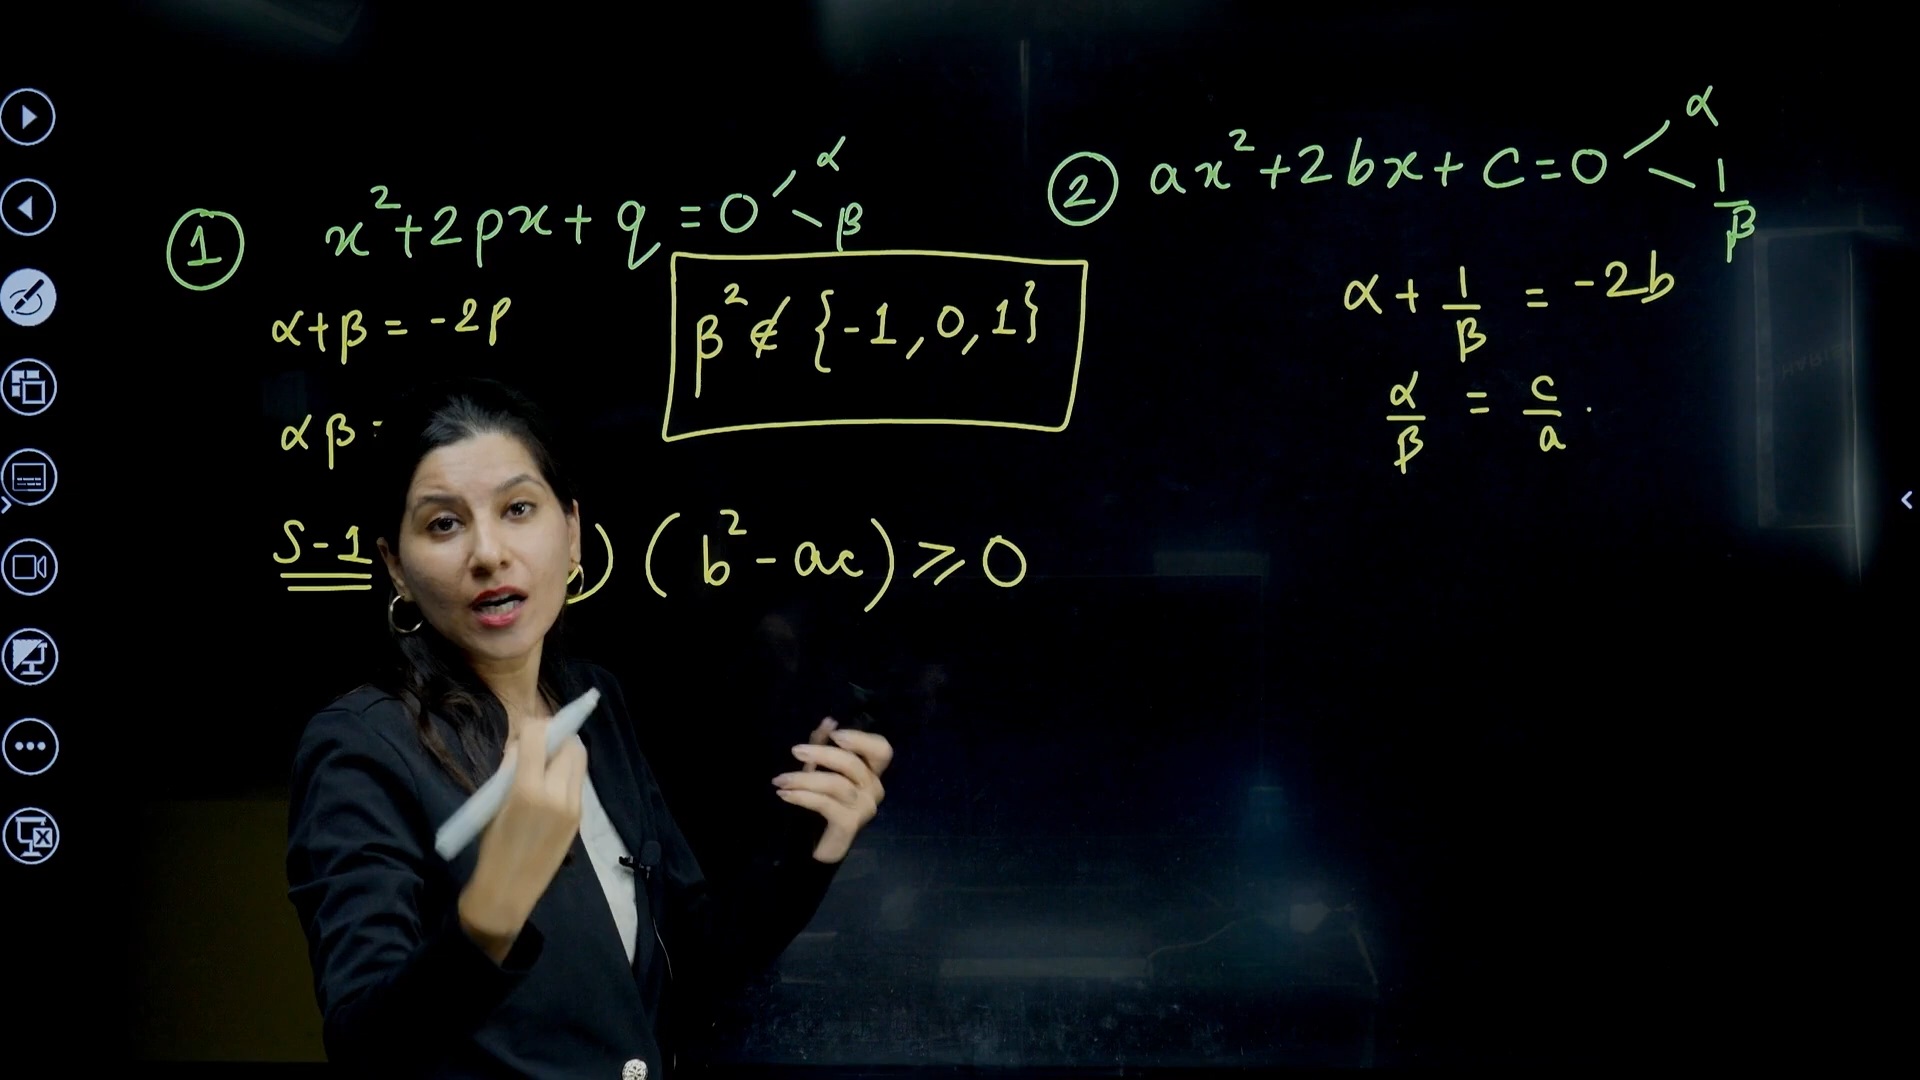 ① x²+2px+q=0 α β
② ax²+2bx+c=0 α 1/β
α+β = -2p
β² ∉ {-1,0,1}
α+1/β = -2b
αβ =
α/β = c/a.
S-1 ) (b²-ac) ≥ 0